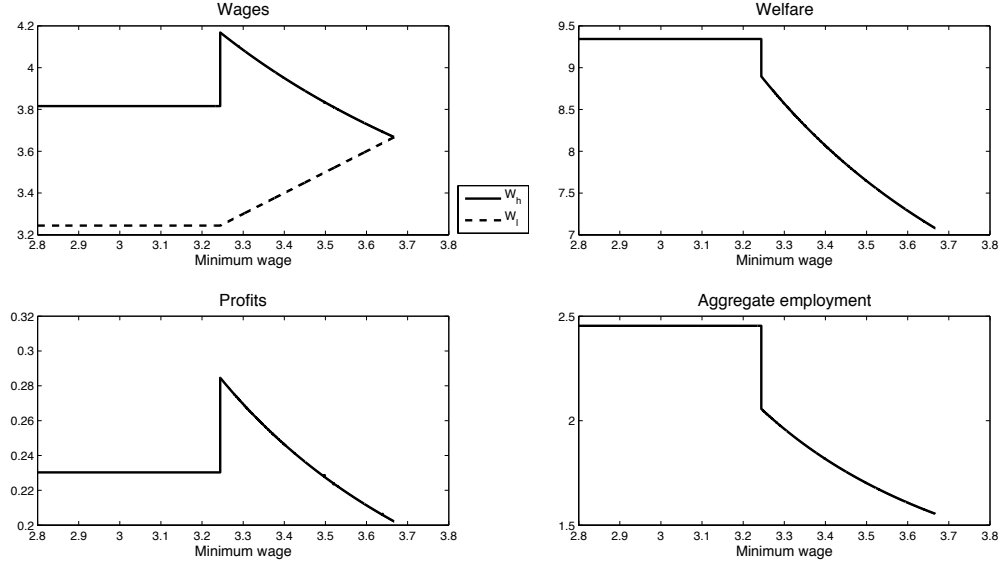 Wages
4.2
4
3.8
3.6
3.4
3.2
2.8 2.9 3 3.1 3.2 3.3 3.4 3.5 3.6 3.7 3.8
Minimum wage
W_h
W_l
Welfare
9.5
9
8.5
8
7.5
7
2.8 2.9 3 3.1 3.2 3.3 3.4 3.5 3.6 3.7 3.8
Minimum wage
Profits
0.32
0.3
0.28
0.26
0.24
0.22
0.2
2.8 2.9 3 3.1 3.2 3.3 3.4 3.5 3.6 3.7 3.8
Minimum wage
Aggregate employment
2.5
2
1.5
2.8 2.9 3 3.1 3.2 3.3 3.4 3.5 3.6 3.7 3.8
Minimum wage